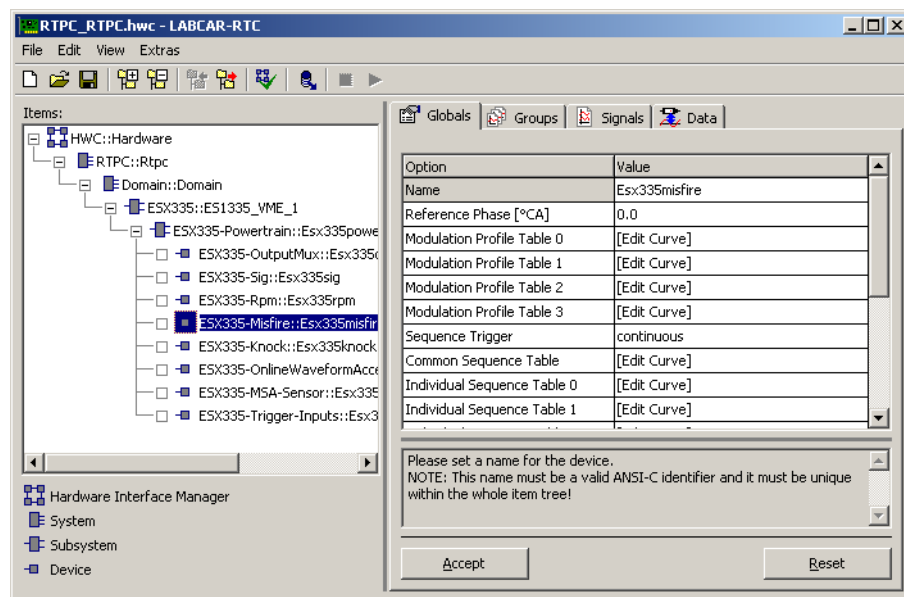 RTPC_RTPC.hwc - LABCAR-RTC
File Edit View Extras
Items:
HWC::Hardware
RTPC::Rtpc
Domain::Domain
ESX335::ES1335_VME_1
ESX335-Powertrain::Esx335powe
ESX335-OutputMux::Esx335c
ESX335-Sig::Esx335sig
ESX335-Rpm::Esx335rpm
ESX335-Misfire::Esx335misfir
ESX335-Knock::Esx335knock
ESX335-OnlineWaveformAcce
ESX335-MSA-Sensor::Esx335
ESX335-Trigger-Inputs::Esx3
Hardware Interface Manager
System
Subsystem
Device
Globals Groups Signals Data
Option Value
Name Esx335misfire
Reference Phase [°CA] 0.0
Modulation Profile Table 0 [Edit Curve]
Modulation Profile Table 1 [Edit Curve]
Modulation Profile Table 2 [Edit Curve]
Modulation Profile Table 3 [Edit Curve]
Sequence Trigger continuous
Common Sequence Table [Edit Curve]
Individual Sequence Table 0 [Edit Curve]
Individual Sequence Table 1 [Edit Curve]
Please set a name for the device.
NOTE: This name must be a valid ANSI-C identifier and it must be unique
within the whole item tree!
Accept Reset